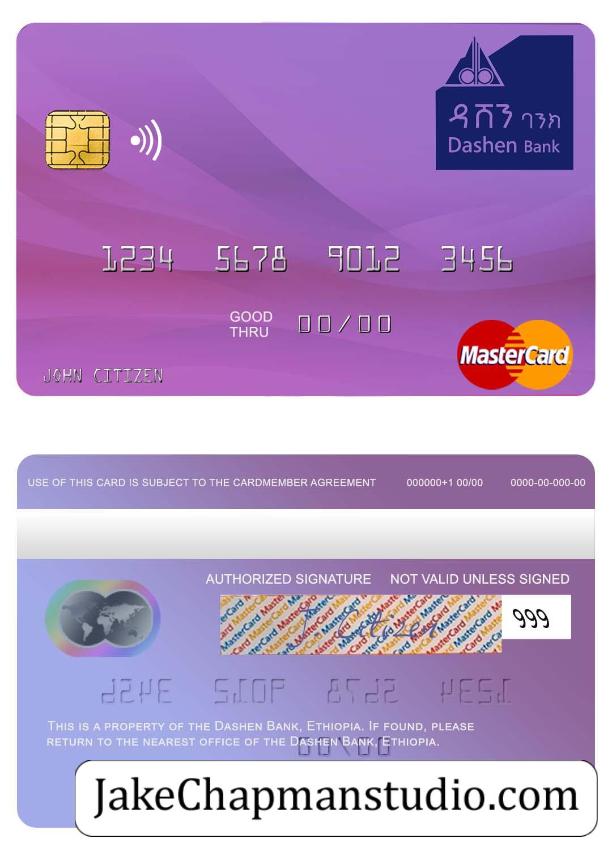 ዳሸን ባንክ
Dashen Bank
1234 5678 9012 3456
GOOD
THRU 00/00
MasterCard
JOHN CITIZEN
USE OF THIS CARD IS SUBJECT TO THE CARDMEMBER AGREEMENT 000000+1 00/00 0000-00-000-00
AUTHORIZED SIGNATURE NOT VALID UNLESS SIGNED
MasterCard
J. Citizen
999
THIS IS A PROPERTY OF THE DASHEN BANK, ETHIOPIA. IF FOUND, PLEASE
RETURN TO THE NEAREST OFFICE OF THE DASHEN BANK, ETHIOPIA.
JakeChapmanstudio.com